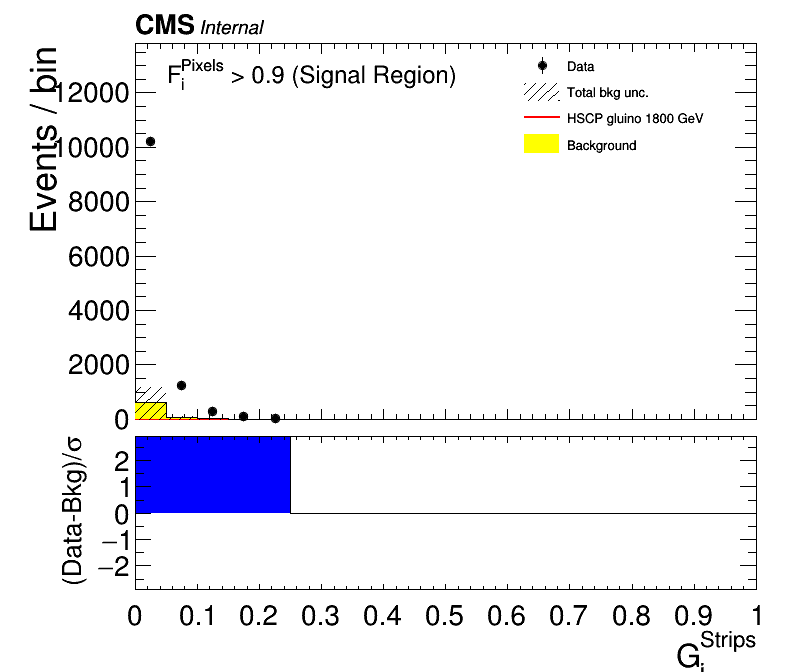 CMS Internal
F_i^Pixels > 0.9 (Signal Region)
Data
Total bkg unc.
HSCP gluino 1800 GeV
Background
Events / bin
12000
10000
8000
6000
4000
2000
0
(Data-Bkg)/σ
2
1
0
−1
−2
0 0.1 0.2 0.3 0.4 0.5 0.6 0.7 0.8 0.9 1
G_i^Strips